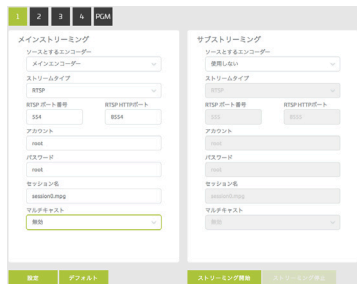 1 2 3 4 PGM
メインストリーミング
ソースとするエンコーダー
メインエンコーダー
ストリームタイプ
RTSP
RTSP ポート番号 RTSP HTTPポート
554 8554
アカウント
root
パスワード
root
セッション名
session0.mpg
マルチキャスト
無効
設定 デフォルト
サブストリーミング
ソースとするエンコーダー
使用しない
ストリームタイプ
RTSP
RTSP ポート番号 RTSP HTTPポート
アカウント
root
パスワード
root
セッション名
マルチキャスト
無効
ストリーミング開始 ストリーミング停止